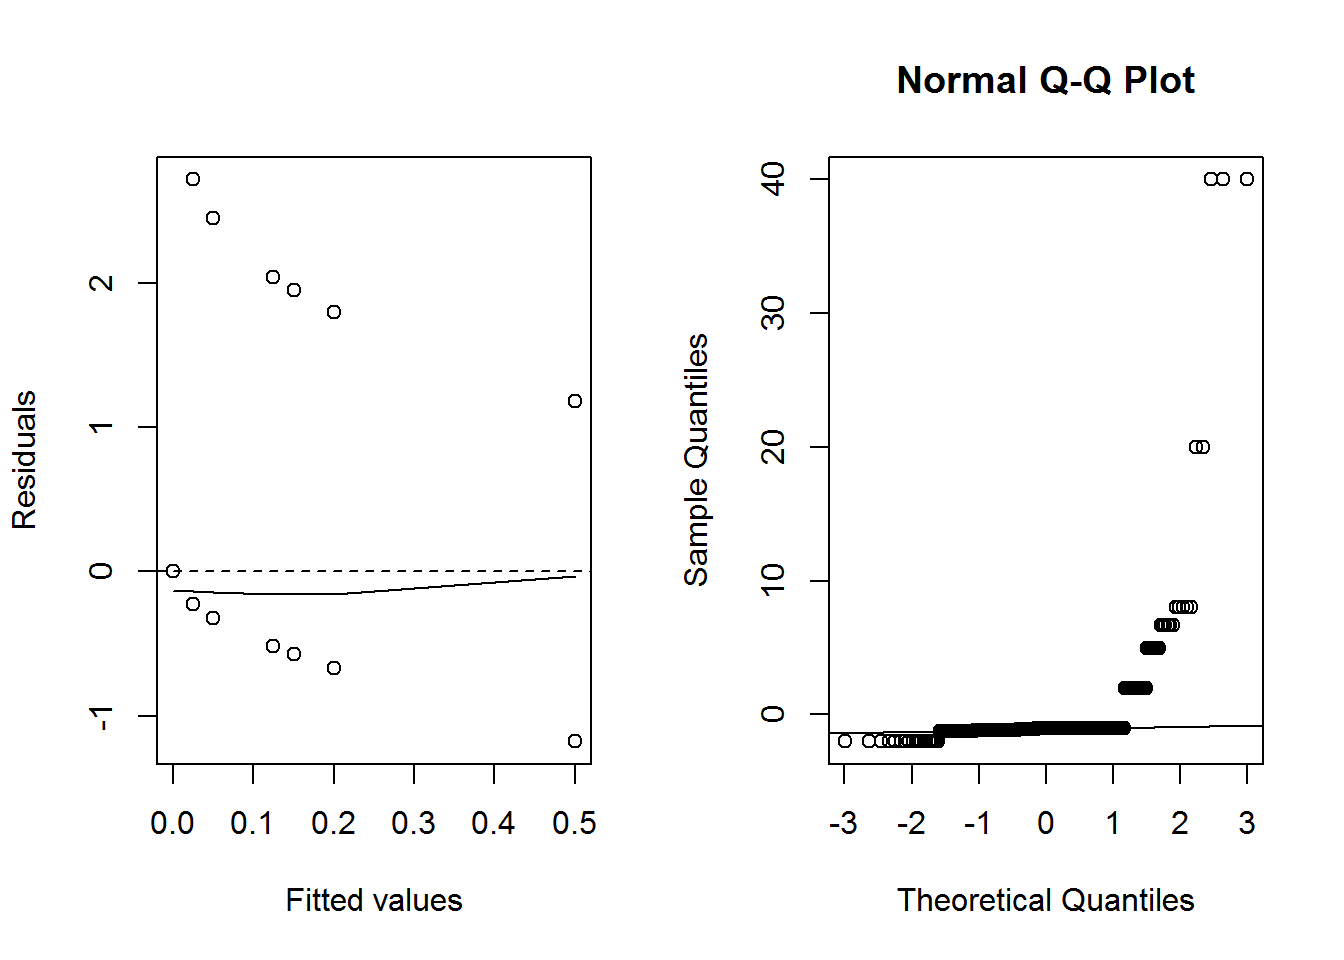 Normal Q-Q Plot
Residuals
-1
0
1
2
0.0 0.1 0.2 0.3 0.4 0.5
Fitted values
Sample Quantiles
0
10
20
30
40
-3 -2 -1 0 1 2 3
Theoretical Quantiles